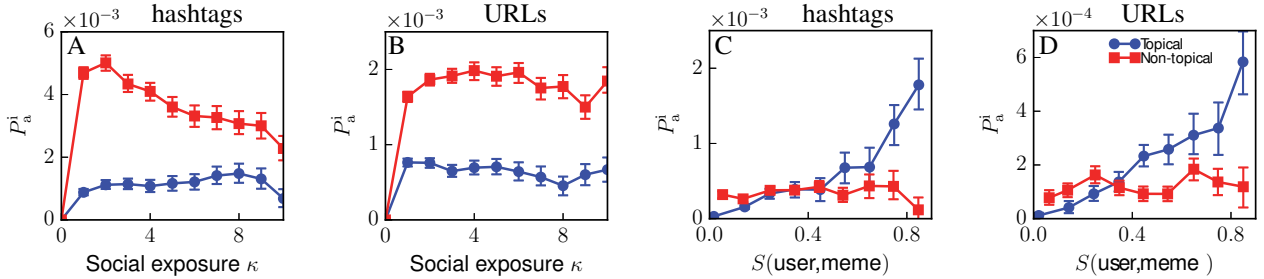 hashtags
×10⁻³
A
6
4
2
0
0 4 8
P_a^i
Social exposure κ
URLs
×10⁻³
B
2
1
0
0 4 8
P_a^i
Social exposure κ
hashtags
×10⁻³
C
2
1
0
0.0 0.4 0.8
P_a^i
S(user,meme)
URLs
×10⁻⁴
D
Topical
Non-topical
6
4
2
0
0.0 0.4 0.8
P_a^i
S(user,meme )